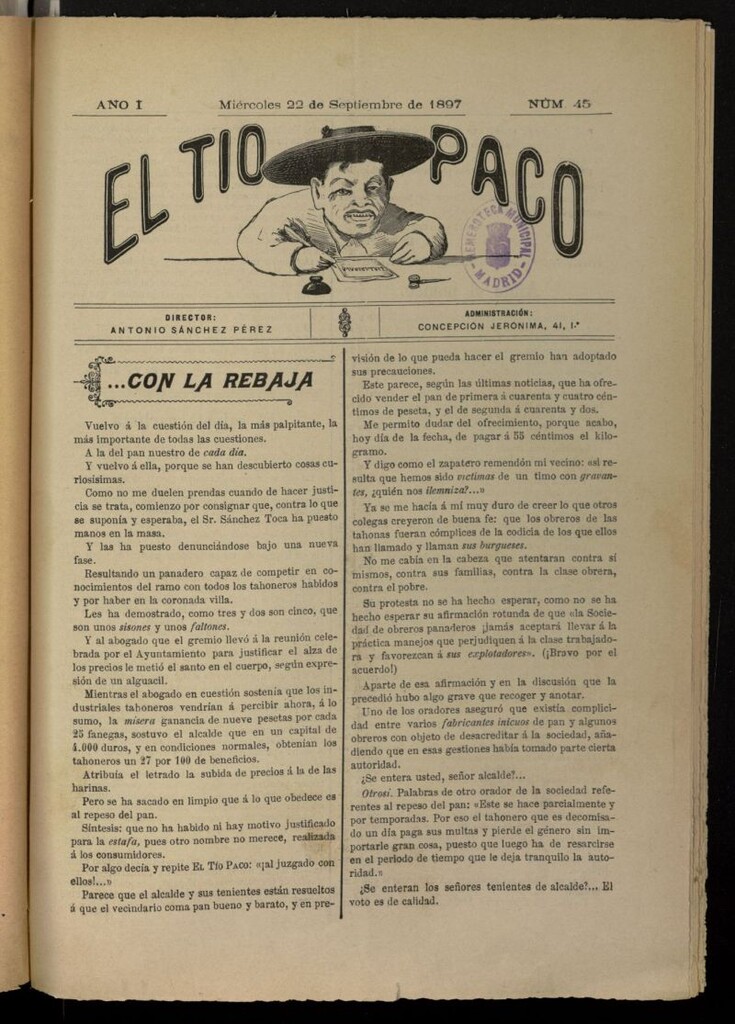 AÑO I
Miércoles 22 de Septiembre de 1897
NÚM. 45
EL TIO PACO
HEMEROTECA MUNICIPAL
MADRID
DIRECTOR:
ANTONIO SÁNCHEZ PÉREZ
ADMINISTRACIÓN:
CONCEPCIÓN JERÓNIMA, 41, 1.º
...CON LA REBAJA
Vuelvo á la cuestión del día, la más palpitante, la
más importante de todas las cuestiones.
A la del pan nuestro de cada día.
Y vuelvo á ella, porque se han descubierto cosas cu-
riosísimas.
Como no me duelen prendas cuando de hacer justi-
cia se trata, comienzo por consignar que, contra lo que
se suponía y esperaba, el Sr. Sánchez Toca ha puesto
manos en la masa.
Y las ha puesto denunciándose bajo una nueva
fase.
Resultando un panadero capaz de competir en co-
nocimientos del ramo con todos los tahoneros habidos
y por haber en la coronada villa.
Les ha demostrado, como tres y dos son cinco, que
son unos sisones y unos faltones.
Y al abogado que el gremio llevó á la reunión cele-
brada por el Ayuntamiento para justificar el alza de
los precios le metió el santo en el cuerpo, según expre-
sión de un alguacil.
Mientras el abogado en cuestión sostenía que los in-
dustriales tahoneros vendrían á percibir ahora, á lo
sumo, la mísera ganancia de nueve pesetas por cada
25 fanegas, sostuvo el alcalde que en un capital de
4.000 duros, y en condiciones normales, obtenían los
tahoneros un 27 por 100 de beneficios.
Atribuía el letrado la subida de precios á la de las
harinas.
Pero se ha sacado en limpio que á lo que obedece es
al repeso del pan.
Síntesis: que no ha habido ni hay motivo justificado
para la estafa, pues otro nombre no merece, realizada
á los consumidores.
Por algo decía y repite EL TÍO PACO: «¡al juzgado con
ellos!...»
Parece que el alcalde y sus tenientes están resueltos
á que el vecindario coma pan bueno y barato, y en pre-
visión de lo que pueda hacer el gremio han adoptado
sus precauciones.
Este parece, según las últimas noticias, que ha ofre-
cido vender el pan de primera á cuarenta y cuatro cén-
timos de peseta, y el de segunda á cuarenta y dos.
Me permito dudar del ofrecimiento, porque acabo,
hoy día de la fecha, de pagar á 55 céntimos el kilo-
gramo.
Y digo como el zapatero remendón mi vecino: «si re-
sulta que hemos sido victimas de un timo con gravan-
tes, ¿quién nos ilemniza?...»
Ya se me hacía á mí muy duro de creer lo que otros
colegas creyeron de buena fe: que los obreros de las
tahonas fueran cómplices de la codicia de los que ellos
han llamado y llaman sus burgueses.
No me cabía en la cabeza que atentaran contra sí
mismos, contra sus familias, contra la clase obrera,
contra el pobre.
Su protesta no se ha hecho esperar, como no se ha
hecho esperar su afirmación rotunda de que «la Socie-
dad de obreros panaderos jamás aceptará llevar á la
práctica manejos que perjudiquen á la clase trabajado-
ra y favorezcan á sus explotadores». (¡Bravo por el
acuerdo!)
Aparte de esa afirmación y en la discusión que la
precedió hubo algo grave que recoger y anotar.
Uno de los oradores aseguró que existía complici-
dad entre varios fabricantes inicuos de pan y algunos
obreros con objeto de desacreditar á la sociedad, aña-
diendo que en esas gestiones había tomado parte cierta
autoridad.
¿Se entera usted, señor alcalde?...
Otrosí. Palabras de otro orador de la sociedad refe-
rentes al repeso del pan: «Este se hace parcialmente y
por temporadas. Por eso el tahonero que es decomisa-
do un día paga sus multas y pierde el género sin im-
portarle gran cosa, puesto que luego ha de resarcirse
en el período de tiempo que le deja tranquilo la auto-
ridad.»
¿Se enteran los señores tenientes de alcalde?... El
voto es de calidad.